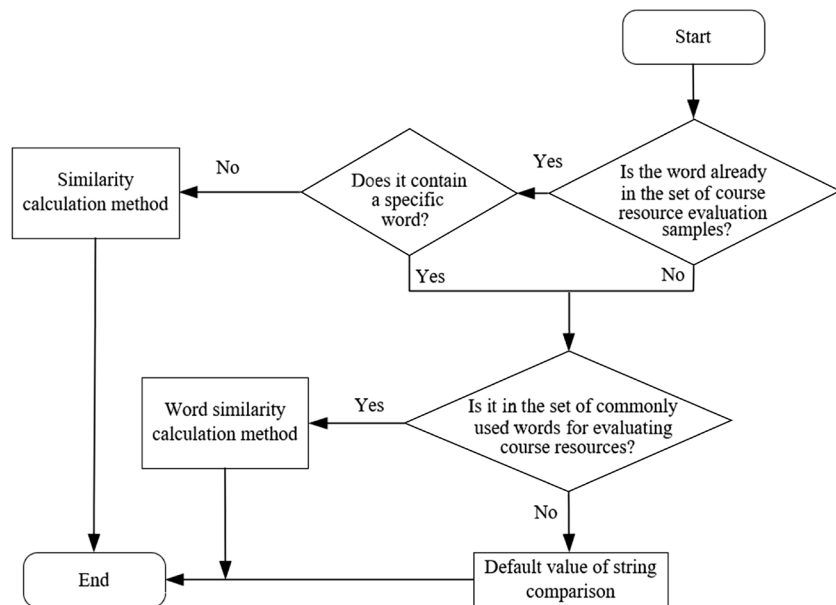 Start
Yes
Is the word already
in the set of course
resource evaluation
samples?
No
Does it contain
a specific
word?
Similarity
calculation method
Yes
No
Yes
Is it in the set of commonly
used words for evaluating
course resources?
Word similarity
calculation method
No
Default value of string
comparison
End